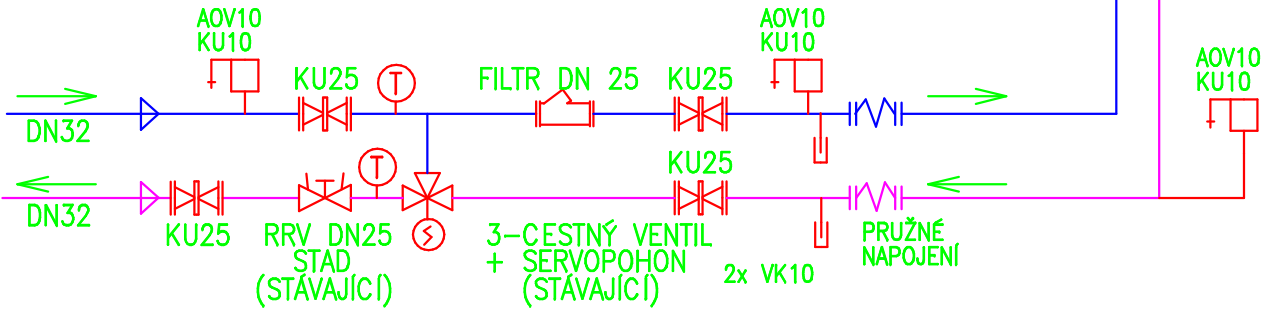 AOV10
KU10
AOV10
KU10
AOV10
KU10
KU25
T
FILTR DN 25
KU25
DN32
T
KU25
DN32
KU25
RRV DN25
STAD
(STÁVAJÍCÍ)
3-CESTNÝ VENTIL
+ SERVOPOHON
(STÁVAJÍCÍ)
2x VK10
PRUŽNÉ
NAPOJENÍ